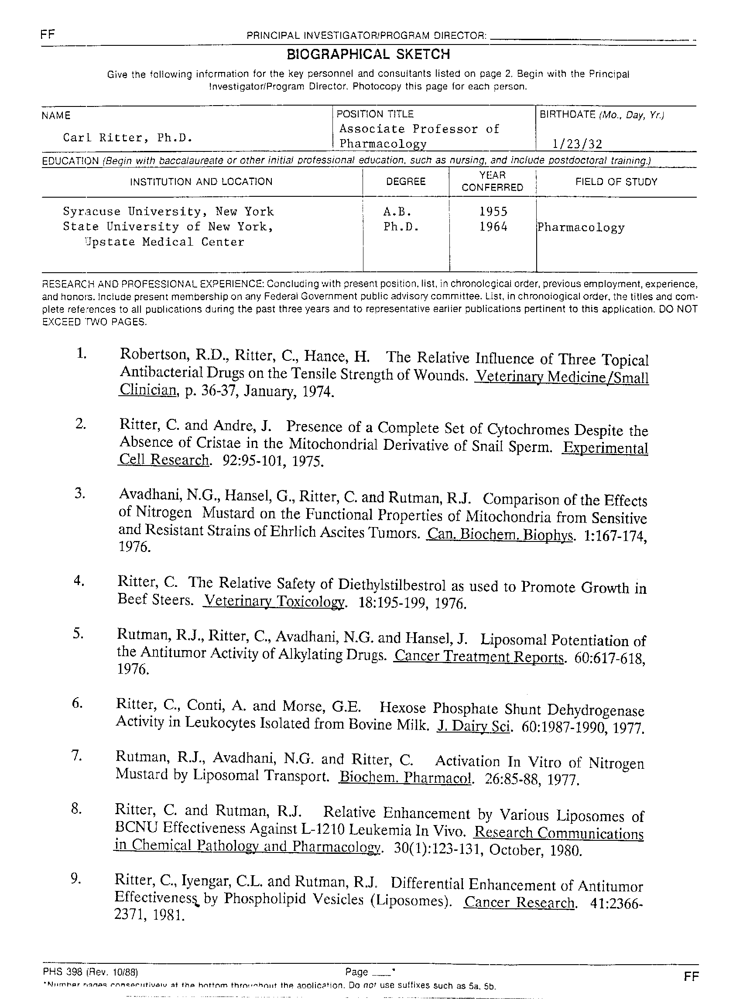 FF
PRINCIPAL INVESTIGATOR/PROGRAM DIRECTOR:
BIOGRAPHICAL SKETCH
Give the following information for the key personnel and consultants listed on page 2. Begin with the Principal
Investigator/Program Director. Photocopy this page for each person.
NAME
POSITION TITLE
BIRTHDATE (Mo., Day, Yr.)
Carl Ritter, Ph.D.
Associate Professor of
Pharmacology
1/23/32
EDUCATION (Begin with baccalaureate or other initial professional education, such as nursing, and include postdoctoral training.)
INSTITUTION AND LOCATION
DEGREE
YEAR
CONFERRED
FIELD OF STUDY
Syracuse University, New York A.B. 1955
State University of New York, Ph.D. 1964 Pharmacology
Upstate Medical Center
RESEARCH AND PROFESSIONAL EXPERIENCE: Concluding with present position, list, in chronological order, previous employment, experience,
and honors. Include present membership on any Federal Government public advisory committee. List, in chronological order, the titles and com-
plete references to all publications during the past three years and to representative earlier publications pertinent to this application. DO NOT
EXCEED TWO PAGES.
1. Robertson, R.D., Ritter, C., Hance, H. The Relative Influence of Three Topical
Antibacterial Drugs on the Tensile Strength of Wounds. Veterinary Medicine/Small
Clinician, p. 36-37, January, 1974.
2. Ritter, C. and Andre, J. Presence of a Complete Set of Cytochromes Despite the
Absence of Cristae in the Mitochondrial Derivative of Snail Sperm. Experimental
Cell Research. 92:95-101, 1975.
3. Avadhani, N.G., Hansel, G., Ritter, C. and Rutman, R.J. Comparison of the Effects
of Nitrogen Mustard on the Functional Properties of Mitochondria from Sensitive
and Resistant Strains of Ehrlich Ascites Tumors. Can. Biochem. Biophys. 1:167-174,
1976.
4. Ritter, C. The Relative Safety of Diethylstilbestrol as used to Promote Growth in
Beef Steers. Veterinary Toxicology. 18:195-199, 1976.
5. Rutman, R.J., Ritter, C., Avadhani, N.G. and Hansel, J. Liposomal Potentiation of
the Antitumor Activity of Alkylating Drugs. Cancer Treatment Reports. 60:617-618,
1976.
6. Ritter, C., Conti, A. and Morse, G.E. Hexose Phosphate Shunt Dehydrogenase
Activity in Leukocytes Isolated from Bovine Milk. J. Dairy Sci. 60:1987-1990, 1977.
7. Rutman, R.J., Avadhani, N.G. and Ritter, C. Activation In Vitro of Nitrogen
Mustard by Liposomal Transport. Biochem. Pharmacol. 26:85-88, 1977.
8. Ritter, C. and Rutman, R.J. Relative Enhancement by Various Liposomes of
BCNU Effectiveness Against L-1210 Leukemia In Vivo. Research Communications
in Chemical Pathology and Pharmacology. 30(1):123-131, October, 1980.
9. Ritter, C., Iyengar, C.L. and Rutman, R.J. Differential Enhancement of Antitumor
Effectiveness by Phospholipid Vesicles (Liposomes). Cancer Research. 41:2366-
2371, 1981.
PHS 398 (Rev. 10/88) Page ___* FF
*Number pages consecutively at the bottom throughout the application. Do not use suffixes such as 5a, 5b.